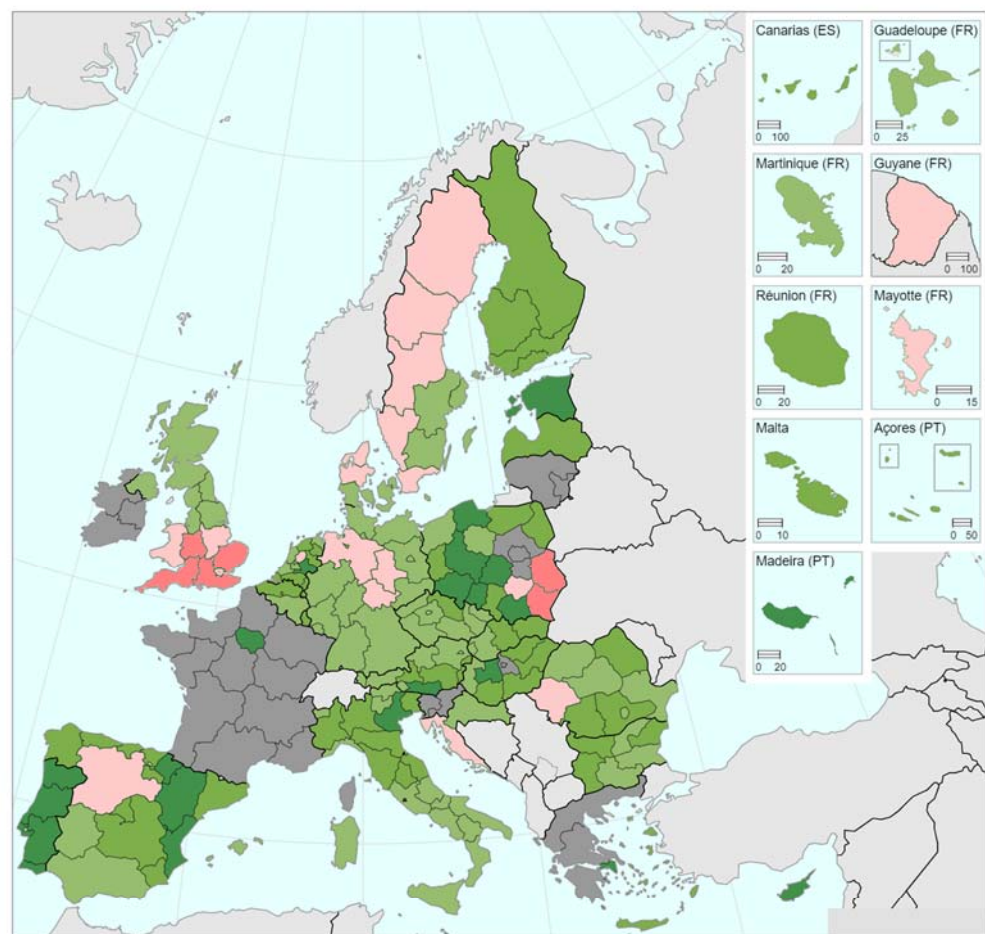 Canarias (ES)
0 100
Guadeloupe (FR)
0 25
Martinique (FR)
0 20
Guyane (FR)
0 100
Réunion (FR)
0 20
Mayotte (FR)
0 15
Malta
0 10
Açores (PT)
0 50
Madeira (PT)
0 20